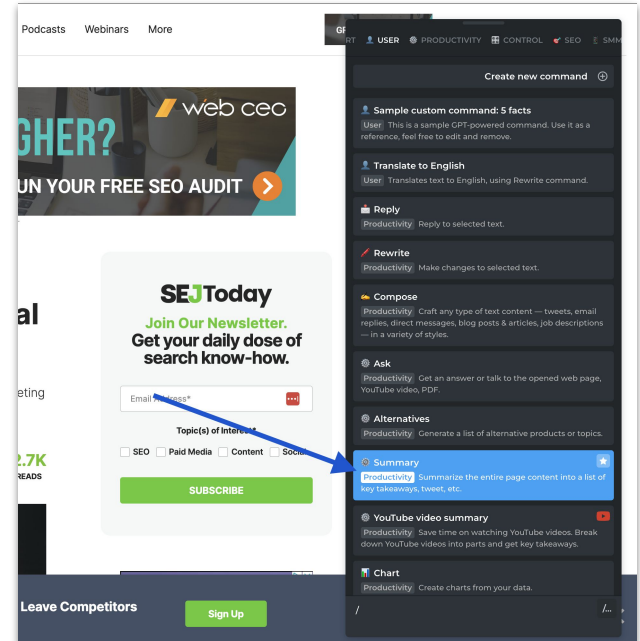 Podcasts Webinars More
GHER?
web ceo
UN YOUR FREE SEO AUDIT
al
eting
2.7K
READS
SEJToday
Join Our Newsletter.
Get your daily dose of
search know-how.
Email Address*
Topic(s) of Interest*
SEO Paid Media Content Social
SUBSCRIBE
Leave Competitors
Sign Up
RT USER PRODUCTIVITY CONTROL SEO SMM
Create new command
Sample custom command: 5 facts
User This is a sample GPT-powered command. Use it as a
reference, feel free to edit and remove.
Translate to English
User Translates text to English, using Rewrite command.
Reply
Productivity Reply to selected text.
Rewrite
Productivity Make changes to selected text.
Compose
Productivity Craft any type of text content — tweets, email
replies, direct messages, blog posts & articles, job descriptions
— in a variety of styles.
Ask
Productivity Get an answer or talk to the opened web page,
YouTube video, PDF.
Alternatives
Productivity Generate a list of alternative products or topics.
Summary
Productivity Summarize the entire page content into a list of
key takeaways, tweet, etc.
YouTube video summary
Productivity Save time on watching YouTube videos. Break
down YouTube videos into parts and get key takeaways.
Chart
Productivity Create charts from your data.
/ /...